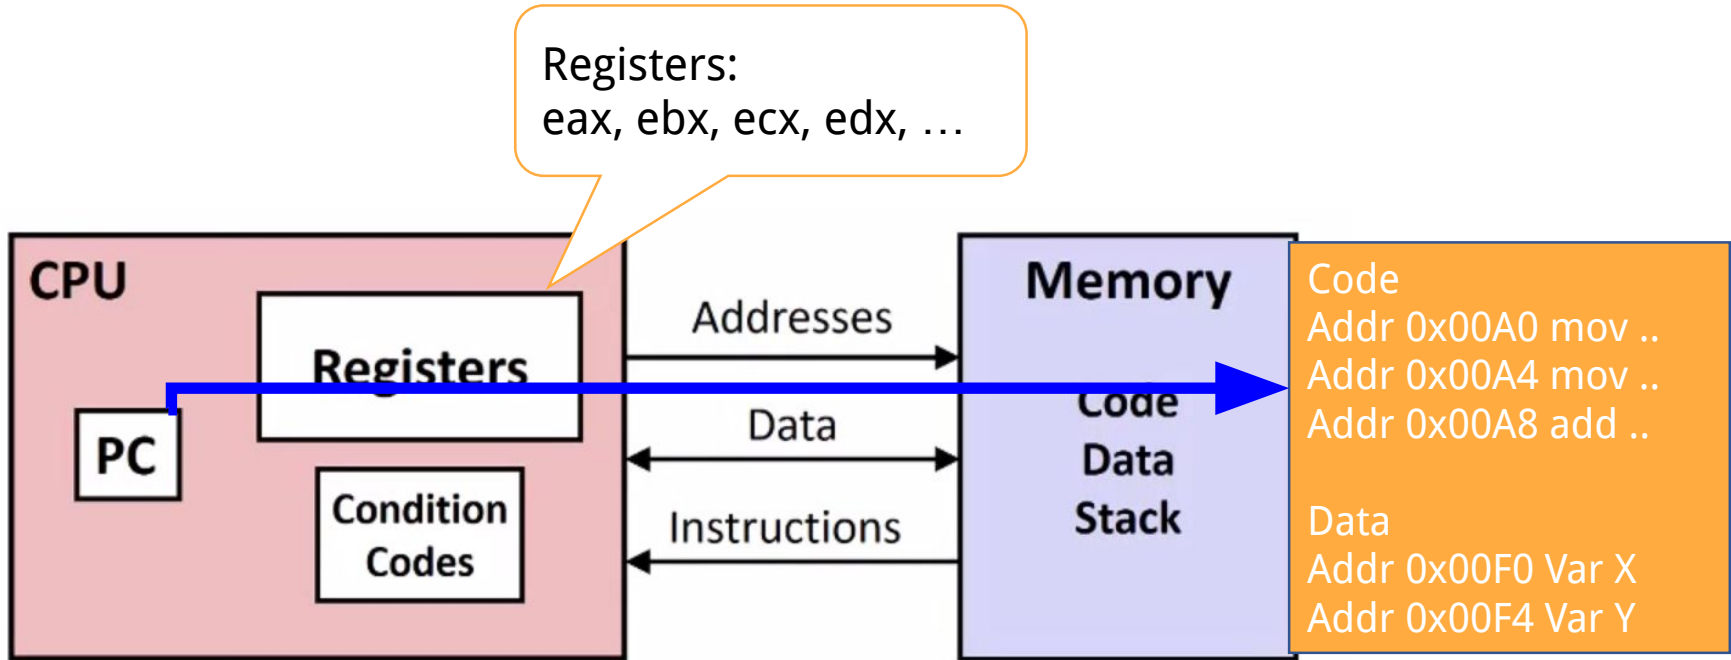 Registers:
eax, ebx, ecx, edx, …
CPU
Registers
PC
Condition
Codes
Addresses
Data
Instructions
Memory
Code
Data
Stack
Code
Addr 0x00A0 mov ..
Addr 0x00A4 mov ..
Addr 0x00A8 add ..
Data
Addr 0x00F0 Var X
Addr 0x00F4 Var Y